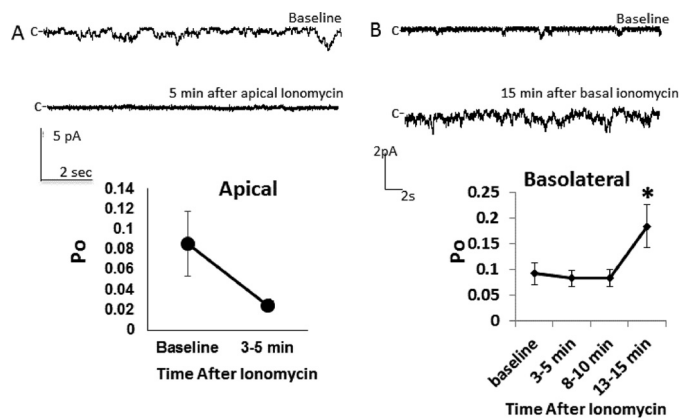 A
Baseline
C-
5 min after apical Ionomycin
C-
5 pA
2 sec
Apical
0.14
0.12
0.1
0.08
0.06
0.04
0.02
0
Po
Baseline 3-5 min
Time After Ionomycin
B
Baseline
C-
15 min after basal ionomycin
C-
2pA
2s
Basolateral
*
0.25
0.2
0.15
0.1
0.05
0
Po
baseline
3-5 min
8-10 min
13-15 min
Time After Ionomycin